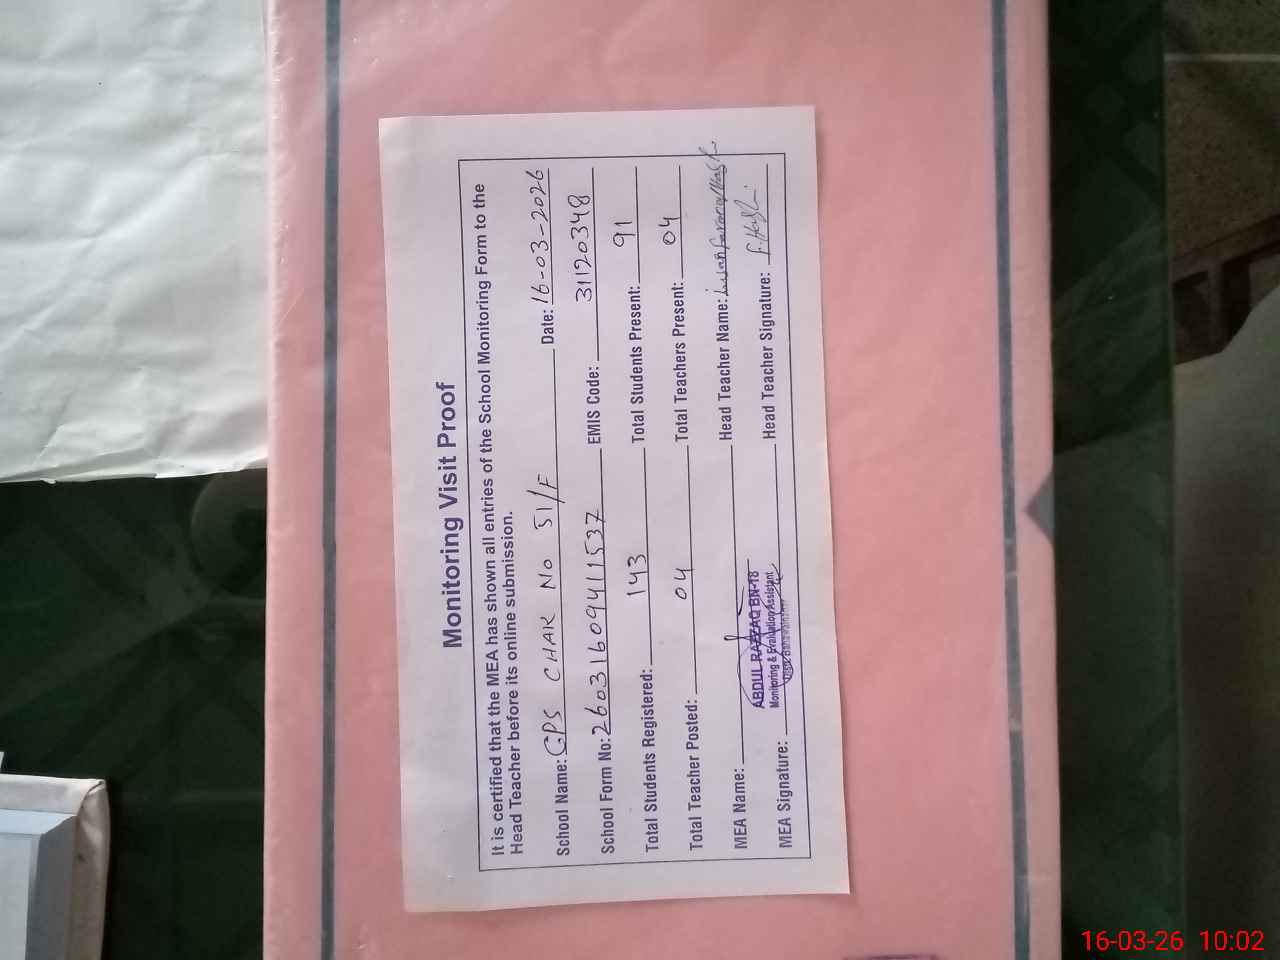 Monitoring Visit Proof
It is certified that the MEA has shown all entries of the School Monitoring Form to the
Head Teacher before its online submission.
School Name: GPS CHAK NO 51/F Date: 16-03-2026
School Form No: 260316094115 37 EMIS Code: 31120348
Total Students Registered: 143 Total Students Present: 91
Total Teacher Posted: 04 Total Teachers Present: 04
MEA Name: Head Teacher Name:
ABDUL RAZZAQ BN-18
Monitoring & Evaluation Assistant
MEA Signature: Head Teacher Signature:
16-03-26 10:02